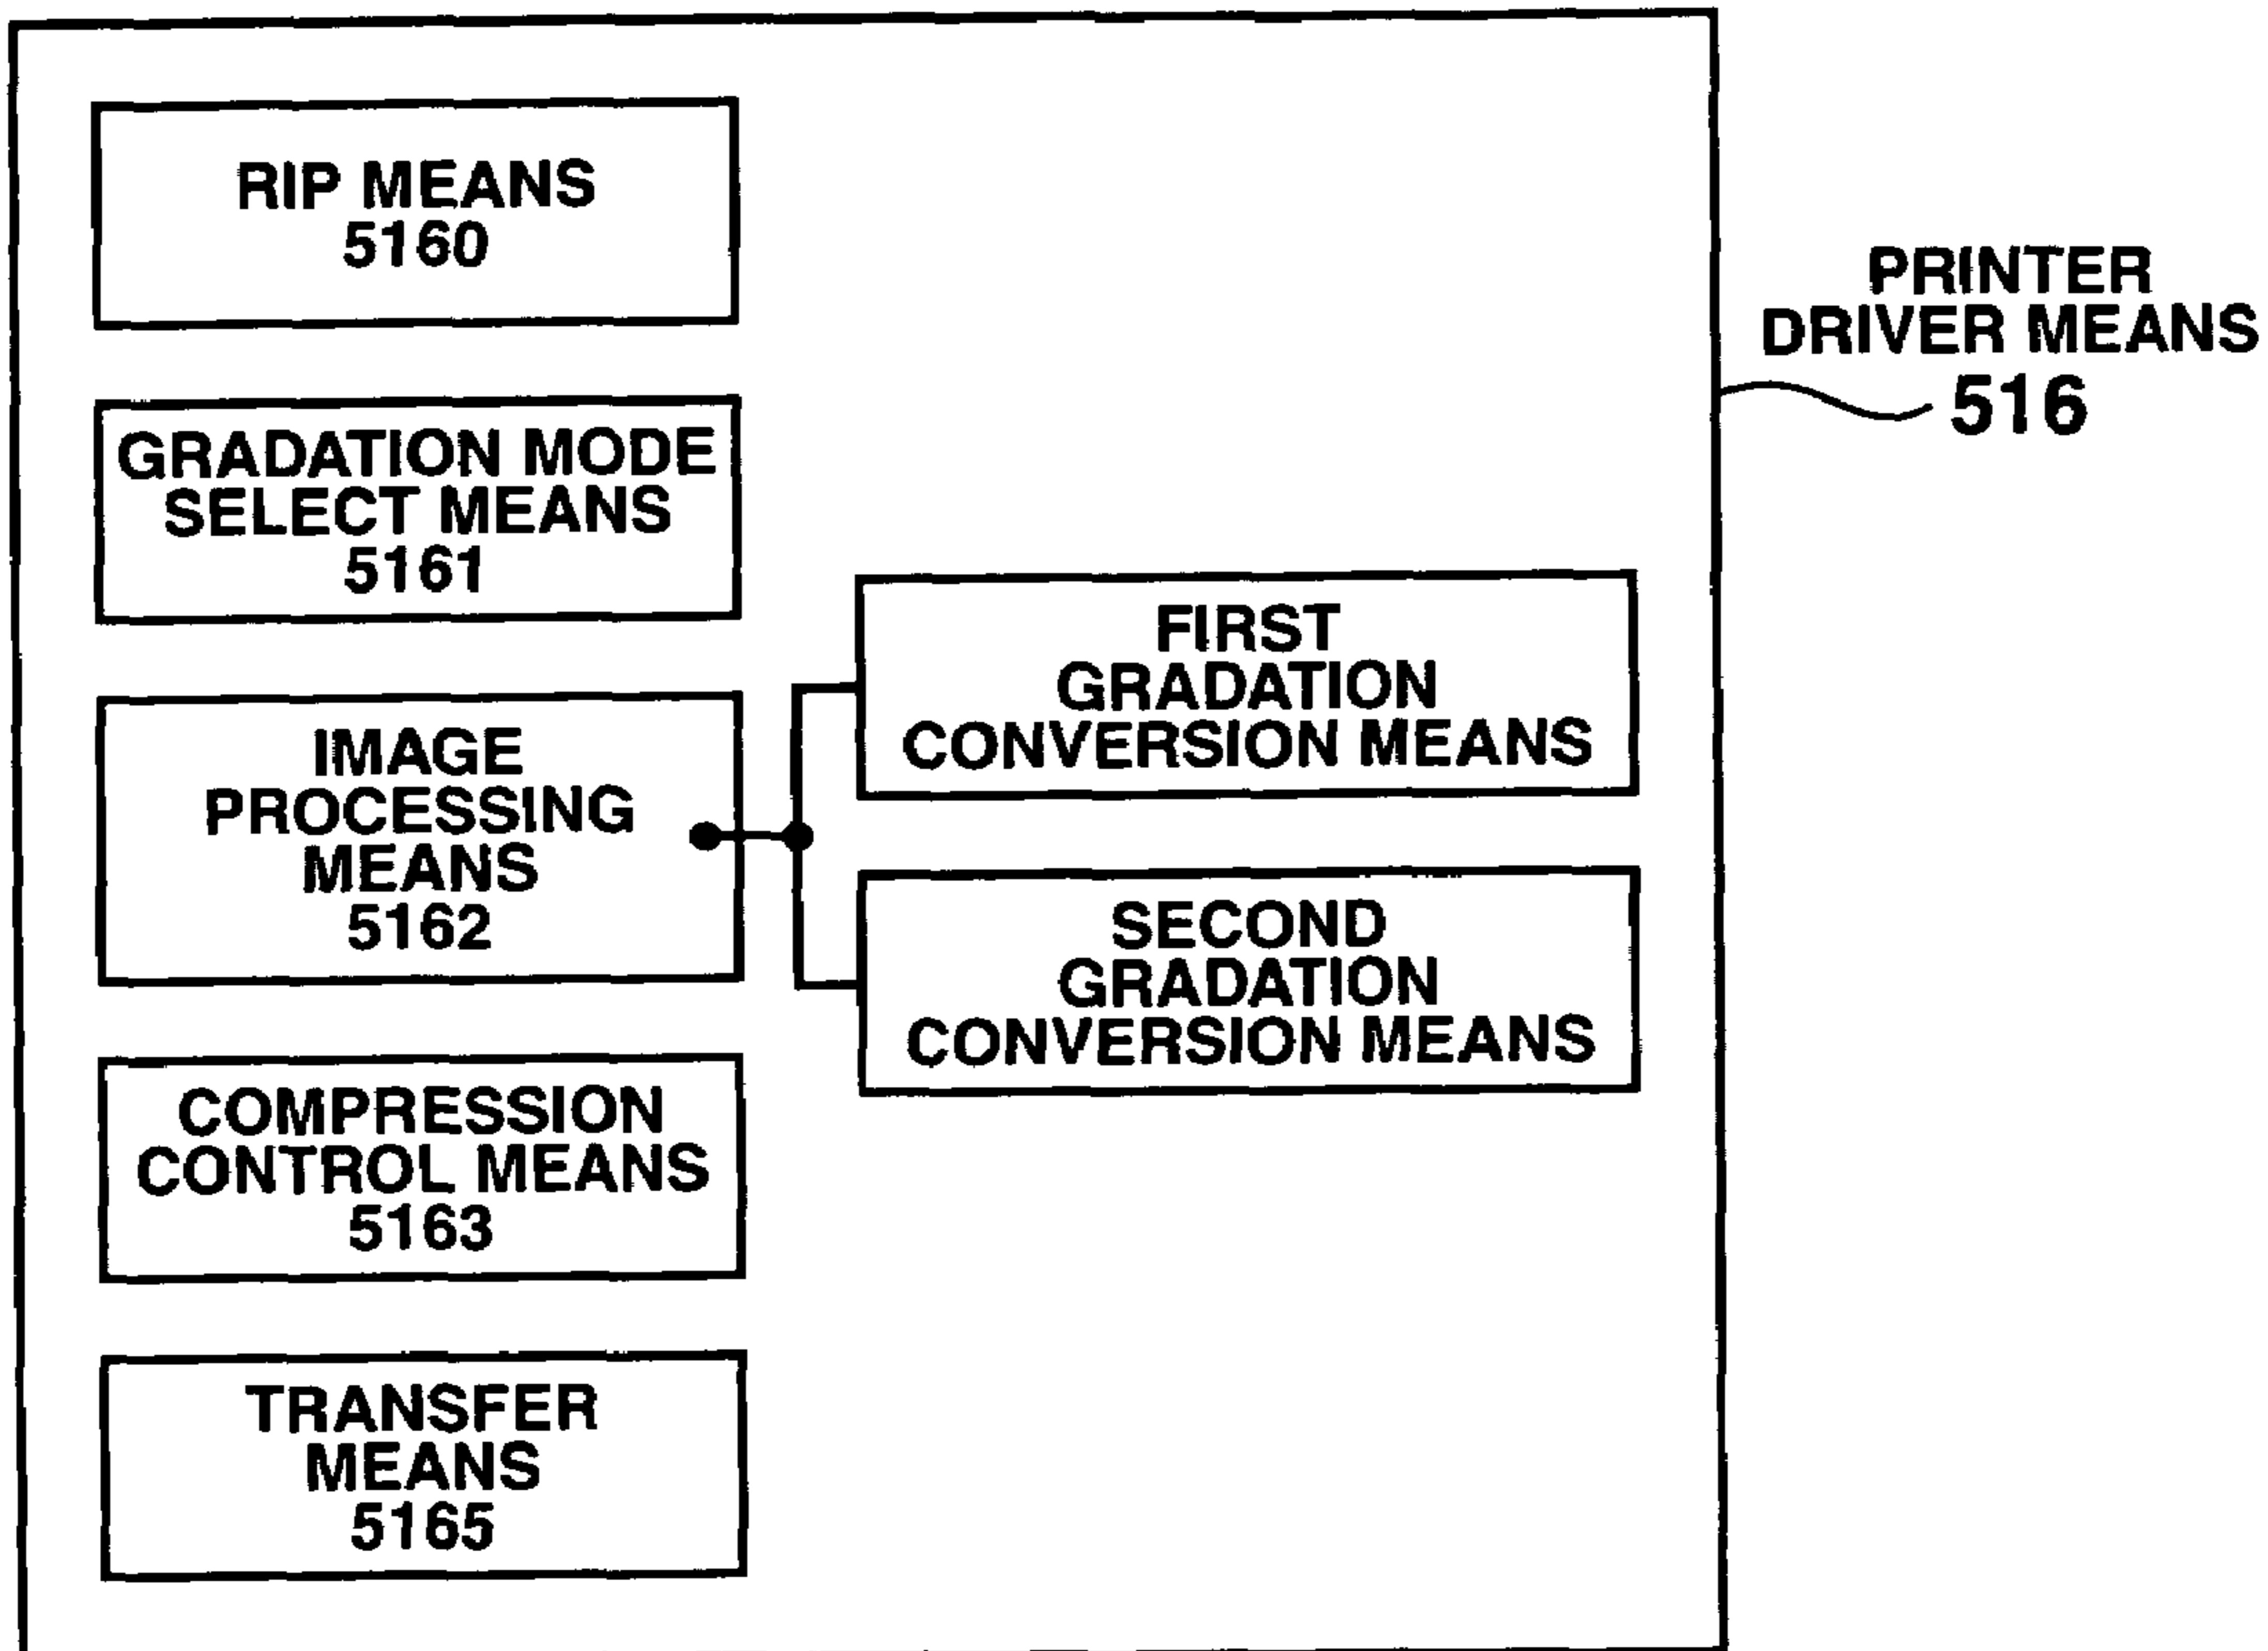 RIP MEANS
5160
GRADATION MODE
SELECT MEANS
5161
IMAGE
PROCESSING
MEANS
5162
COMPRESSION
CONTROL MEANS
5163
TRANSFER
MEANS
5165
FIRST
GRADATION
CONVERSION MEANS
SECOND
GRADATION
CONVERSION MEANS
PRINTER
DRIVER MEANS
516